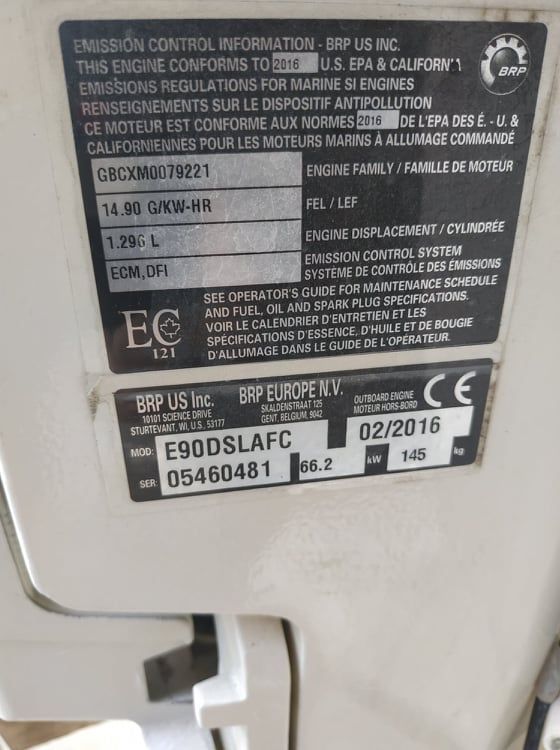 EMISSION CONTROL INFORMATION - BRP US INC.
THIS ENGINE CONFORMS TO 2016 U.S. EPA & CALIFORNIA
EMISSIONS REGULATIONS FOR MARINE SI ENGINES
RENSEIGNEMENTS SUR LE DISPOSITIF ANTIPOLLUTION
CE MOTEUR EST CONFORME AUX NORMES 2016 DE L'EPA DES É. - U. &
CALIFORNIENNES POUR LES MOTEURS MARINS À ALLUMAGE COMMANDÉ
BRP
GBCXM0079221 ENGINE FAMILY / FAMILLE DE MOTEUR
14.90 G/KW-HR FEL / LEF
1.296 L ENGINE DISPLACEMENT / CYLINDRÉE
ECM,DFI EMISSION CONTROL SYSTEM
SYSTÈME DE CONTRÔLE DES ÉMISSIONS
SEE OPERATOR'S GUIDE FOR MAINTENANCE SCHEDULE
AND FUEL, OIL AND SPARK PLUG SPECIFICATIONS.
VOIR LE CALENDRIER D'ENTRETIEN ET LES
SPÉCIFICATIONS D'ESSENCE, D'HUILE ET DE BOUGIE
D'ALLUMAGE DANS LE GUIDE DE L'OPÉRATEUR.
EC
121
BRP US Inc.
10101 SCIENCE DRIVE
STURTEVANT, WI, U.S. 53177
BRP EUROPE N.V.
SKALDENSTRAAT 125
GENT, BELGIUM, 9042
OUTBOARD ENGINE
MOTEUR HORS-BORD
CE
MOD: E90DSLAFC 02/2016
SER: 05460481 66.2 kW 145 kg